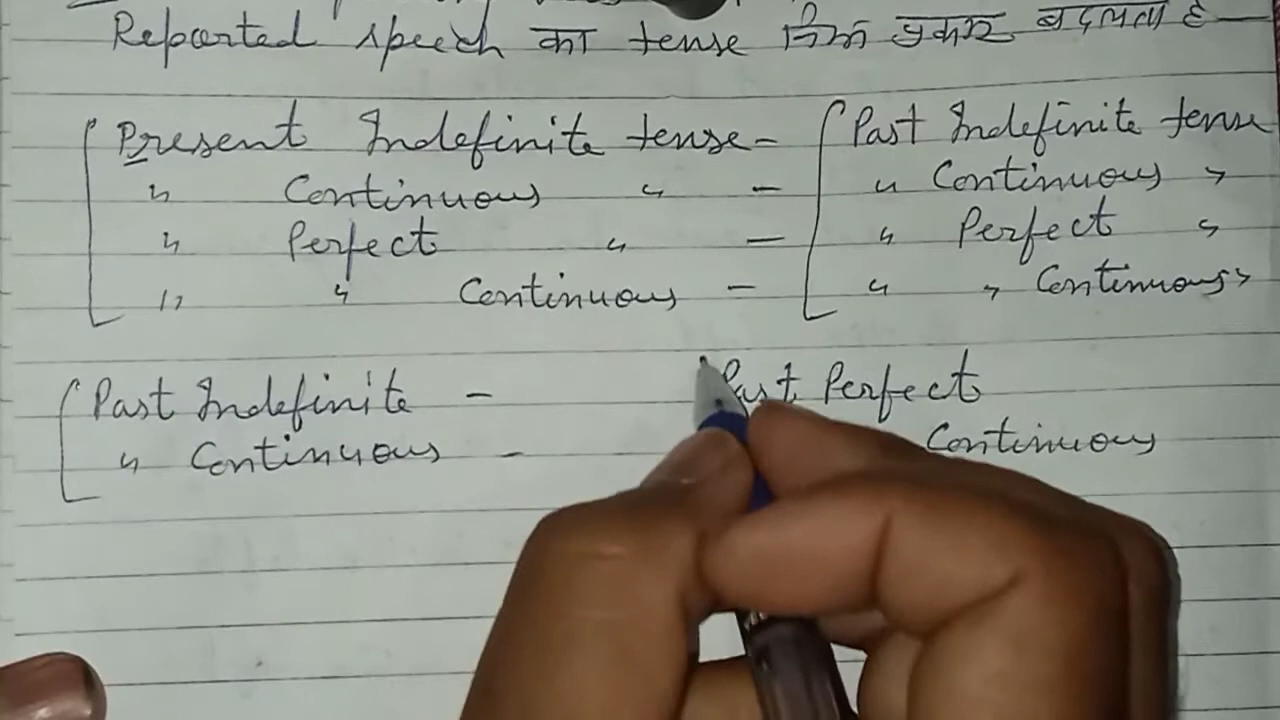 Reported speech का tense किस प्रकार बदलता है —
Present Indefinite tense - Past Indefinite tense
" Continuous " - " Continuous "
" Perfect " - " Perfect "
" " Continuous - " " Continuous "
Past Indefinite - Past Perfect
" Continuous - Continuous